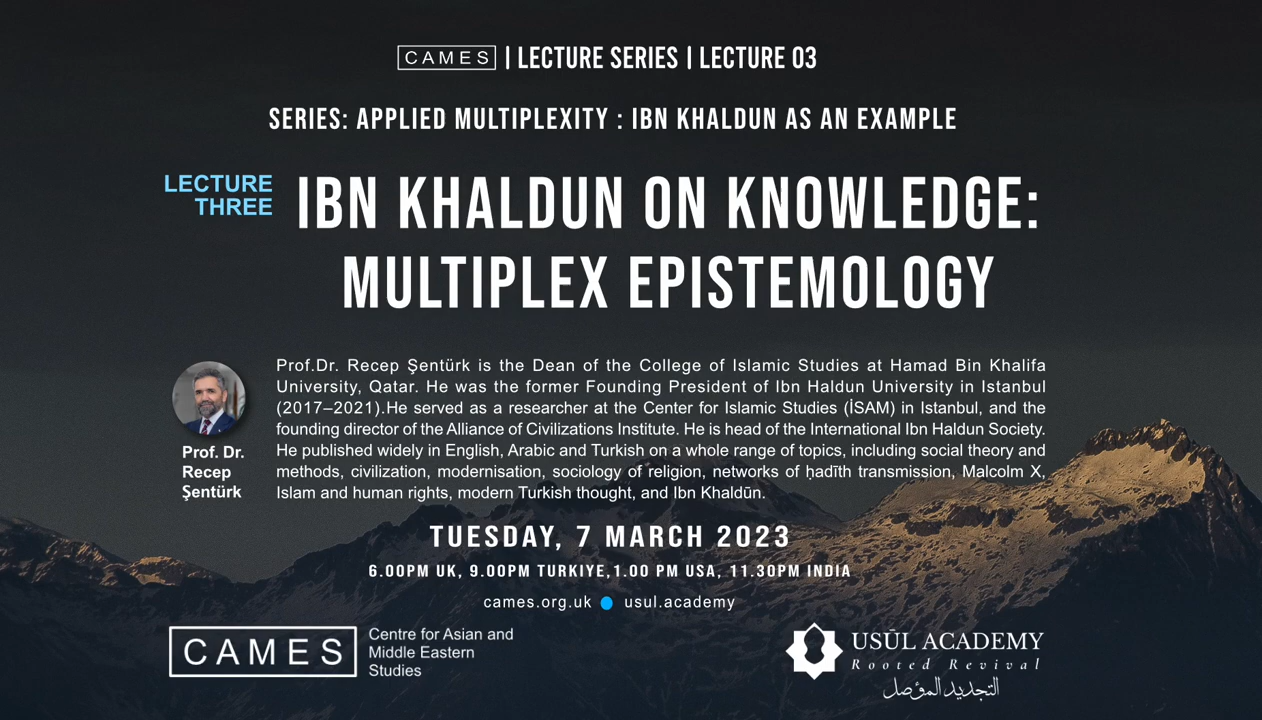 CAMES | LECTURE SERIES | LECTURE 03
SERIES: APPLIED MULTIPLEXITY : IBN KHALDUN AS AN EXAMPLE
LECTURE
THREE
IBN KHALDUN ON KNOWLEDGE:
MULTIPLEX EPISTEMOLOGY
Prof. Dr.
Recep
Şentürk
Prof.Dr. Recep Şentürk is the Dean of the College of Islamic Studies at Hamad Bin Khalifa
University, Qatar. He was the former Founding President of Ibn Haldun University in Istanbul
(2017–2021).He served as a researcher at the Center for Islamic Studies (İSAM) in Istanbul, and the
founding director of the Alliance of Civilizations Institute. He is head of the International Ibn Haldun Society.
He published widely in English, Arabic and Turkish on a whole range of topics, including social theory and
methods, civilization, modernisation, sociology of religion, networks of ḥadīth transmission, Malcolm X,
Islam and human rights, modern Turkish thought, and Ibn Khaldūn.
TUESDAY, 7 MARCH 2023
6.00PM UK, 9.00PM TURKIYE,1.00 PM USA, 11.30PM INDIA
cames.org.uk ● usul.academy
CAMES
Centre for Asian and
Middle Eastern
Studies
USŪL ACADEMY
Rooted Revival
التجديد المؤصل